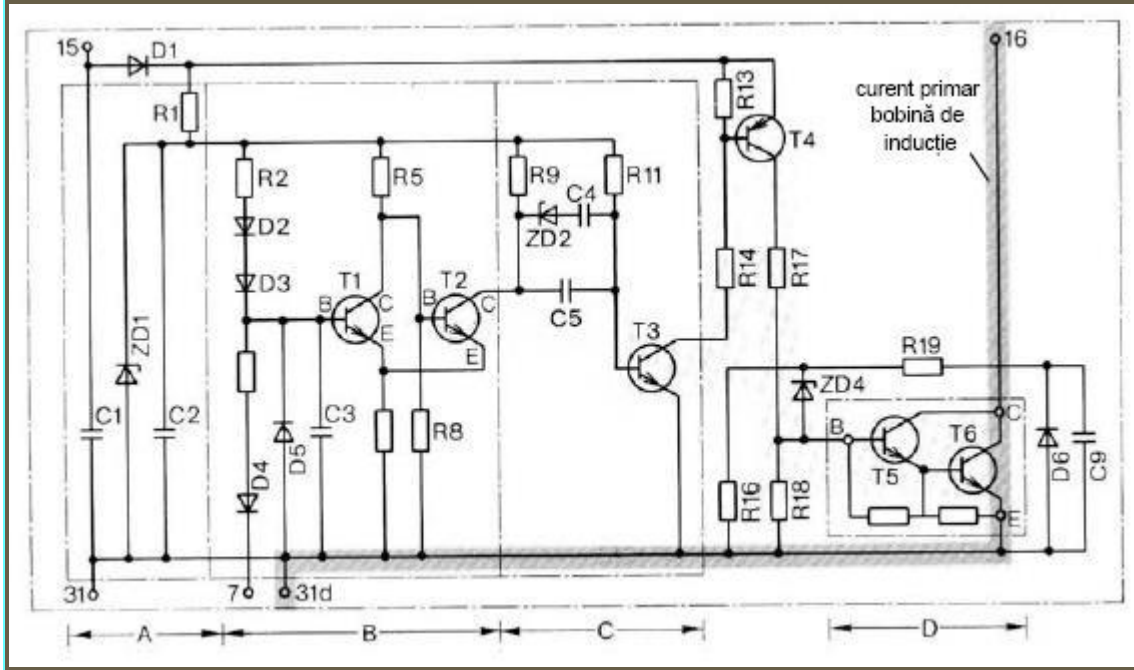 15
D1
16
R1
R13
curent primar
bobină de
inducție
T4
R2
R5
R9
C4
R11
D2
ZD2
R14
R17
D3
T1
T2
B
C
B
C
E
E
C5
T3
ZD1
R19
ZD4
C1
C2
C3
R8
B
C
T6
T5
D6
C9
D4
D5
R16
R18
E
31
7
31d
A
B
C
D